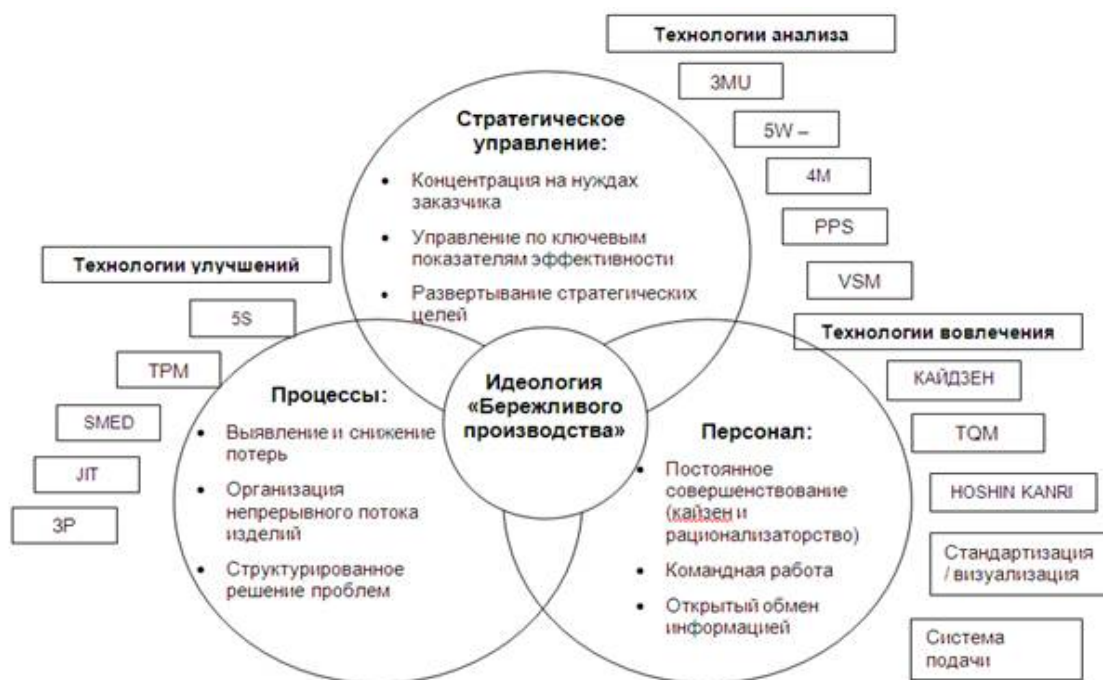 Технологии анализа
3MU
5W –
4M
PPS
VSM
Стратегическое
управление:
• Концентрация на нуждах
заказчика
• Управление по ключевым
показателям эффективности
• Развертывание стратегических
целей
Технологии улучшений
5S
TPM
SMED
JIT
3P
Процессы:
• Выявление и снижение
потерь
• Организация
непрерывного потока
изделий
• Структурированное
решение проблем
Идеология
«Бережливого
производства»
Персонал:
• Постоянное
совершенствование
(кайзен и
рационализаторство)
• Командная работа
• Открытый обмен
информацией
Технологии вовлечения
КАЙДЗЕН
TQM
HOSHIN KANRI
Стандартизация
/ визуализация
Система
подачи